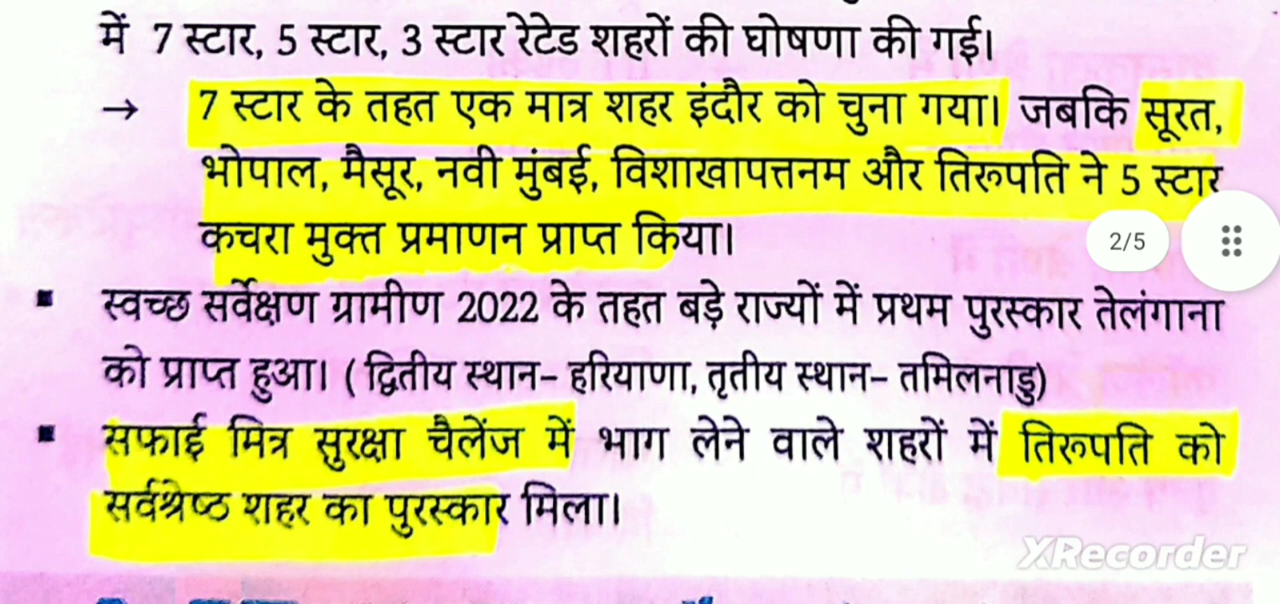 में 7 स्टार, 5 स्टार, 3 स्टार रेटेड शहरों की घोषणा की गई।
→ 7 स्टार के तहत एक मात्र शहर इंदौर को चुना गया। जबकि सूरत,
भोपाल, मैसूर, नवी मुंबई, विशाखापत्तनम और तिरूपति ने 5 स्टार
कचरा मुक्त प्रमाणन प्राप्त किया।
2/5
▪ स्वच्छ सर्वेक्षण ग्रामीण 2022 के तहत बड़े राज्यों में प्रथम पुरस्कार तेलंगाना
को प्राप्त हुआ। ( द्वितीय स्थान- हरियाणा, तृतीय स्थान- तमिलनाडु)
▪ सफाई मित्र सुरक्षा चैलेंज में भाग लेने वाले शहरों में तिरूपति को
सर्वश्रेष्ठ शहर का पुरस्कार मिला।
XRecorder